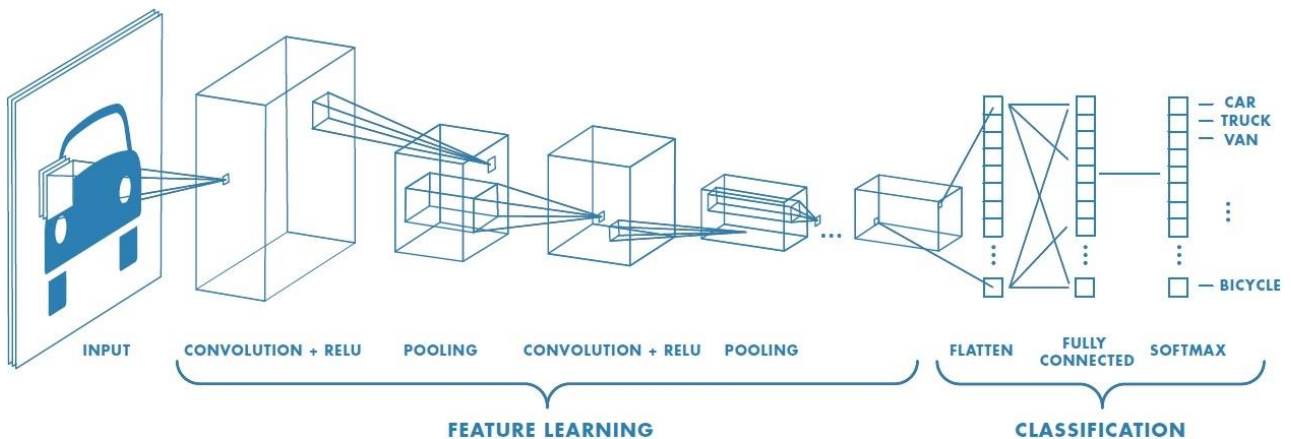 CAR
TRUCK
VAN
BICYCLE
INPUT
CONVOLUTION + RELU
POOLING
CONVOLUTION + RELU
POOLING
FLATTEN
FULLY
CONNECTED
SOFTMAX
FEATURE LEARNING
CLASSIFICATION